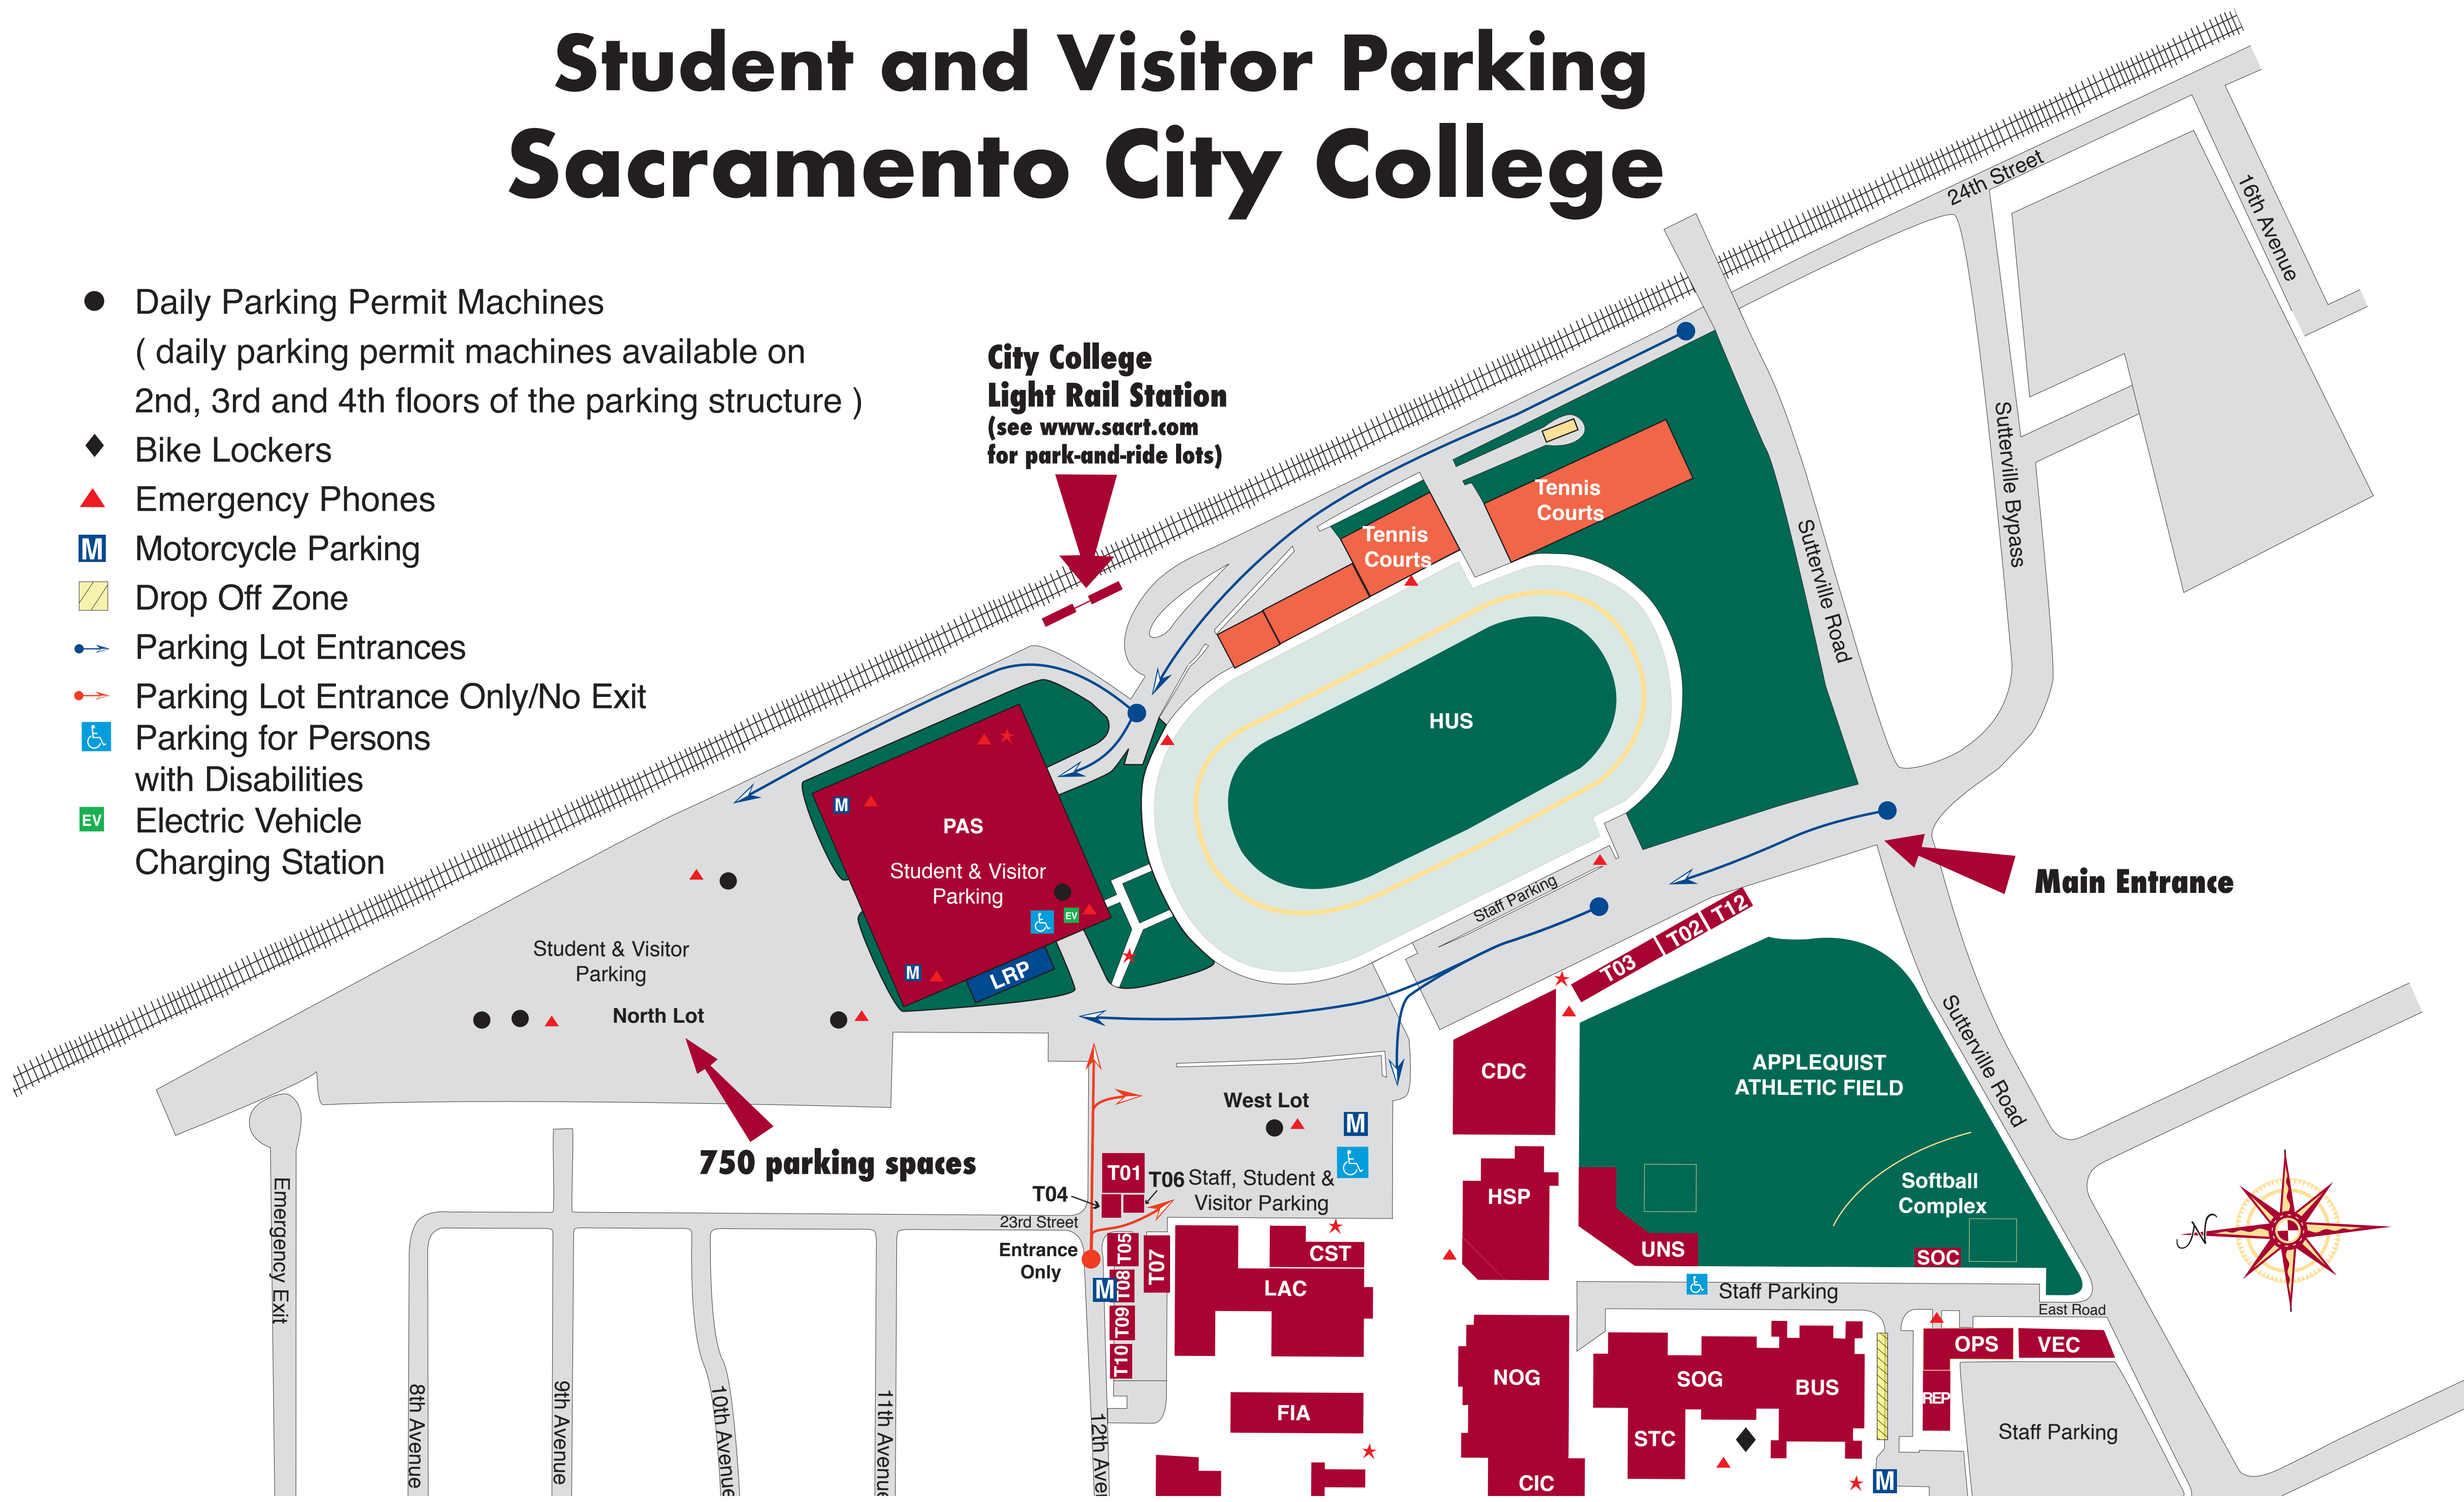 Student and Visitor Parking
Sacramento City College
Daily Parking Permit Machines
( daily parking permit machines available on
2nd, 3rd and 4th floors of the parking structure )
Bike Lockers
Emergency Phones
M Motorcycle Parking
Drop Off Zone
Parking Lot Entrances
Parking Lot Entrance Only/No Exit
Parking for Persons
with Disabilities
EV Electric Vehicle
Charging Station
City College
Light Rail Station
(see www.sacrt.com
for park-and-ride lots)
24th Street
16th Avenue
Sutterville Bypass
Sutterville Road
Tennis
Courts
Tennis
Courts
HUS
M
PAS
Student & Visitor
Parking
EV
M
LRP
Staff Parking
Main Entrance
T12
T02
T03
Student & Visitor
Parking
North Lot
750 parking spaces
CDC
APPLEQUIST
ATHLETIC FIELD
Sutterville Road
West Lot
M
T01
T04
T06
Staff, Student &
Visitor Parking
23rd Street
Entrance
Only
HSP
Softball
Complex
UNS
SOC
N
T05
T07
T08
M
T09
T10
CST
LAC
Staff Parking
East Road
OPS
VEC
Emergency Exit
8th Avenue
9th Avenue
10th Avenue
11th Avenue
12th Ave
FIA
NOG
SOG
BUS
REP
STC
Staff Parking
CIC
M